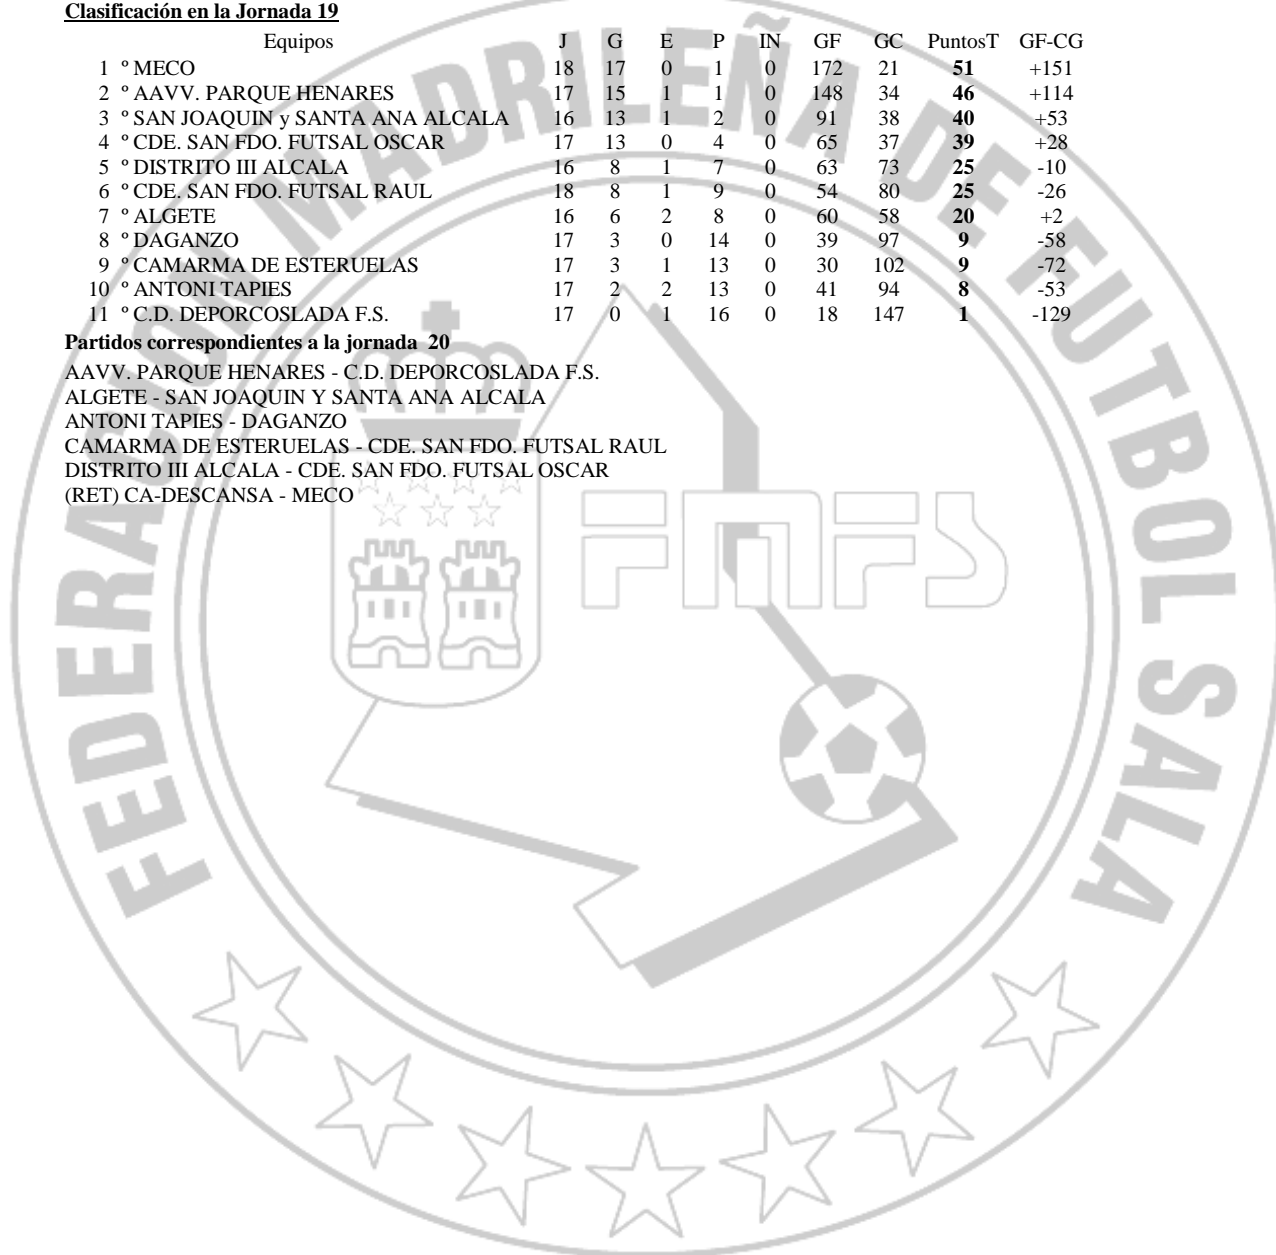 Clasificación en la Jornada 19
Equipos J G E P IN GF GC PuntosT GF-CG
1 º MECO 18 17 0 1 0 172 21 51 +151
2 º AAVV. PARQUE HENARES 17 15 1 1 0 148 34 46 +114
3 º SAN JOAQUIN y SANTA ANA ALCALA 16 13 1 2 0 91 38 40 +53
4 º CDE. SAN FDO. FUTSAL OSCAR 17 13 0 4 0 65 37 39 +28
5 º DISTRITO III ALCALA 16 8 1 7 0 63 73 25 -10
6 º CDE. SAN FDO. FUTSAL RAUL 18 8 1 9 0 54 80 25 -26
7 º ALGETE 16 6 2 8 0 60 58 20 +2
8 º DAGANZO 17 3 0 14 0 39 97 9 -58
9 º CAMARMA DE ESTERUELAS 17 3 1 13 0 30 102 9 -72
10 º ANTONI TAPIES 17 2 2 13 0 41 94 8 -53
11 º C.D. DEPORCOSLADA F.S. 17 0 1 16 0 18 147 1 -129
Partidos correspondientes a la jornada 20
AAVV. PARQUE HENARES - C.D. DEPORCOSLADA F.S.
ALGETE - SAN JOAQUIN Y SANTA ANA ALCALA
ANTONI TAPIES - DAGANZO
CAMARMA DE ESTERUELAS - CDE. SAN FDO. FUTSAL RAUL
DISTRITO III ALCALA - CDE. SAN FDO. FUTSAL OSCAR
(RET) CA-DESCANSA - MECO
FEDERACION MADRILEÑA DE FUTBOL SALA
FMFS